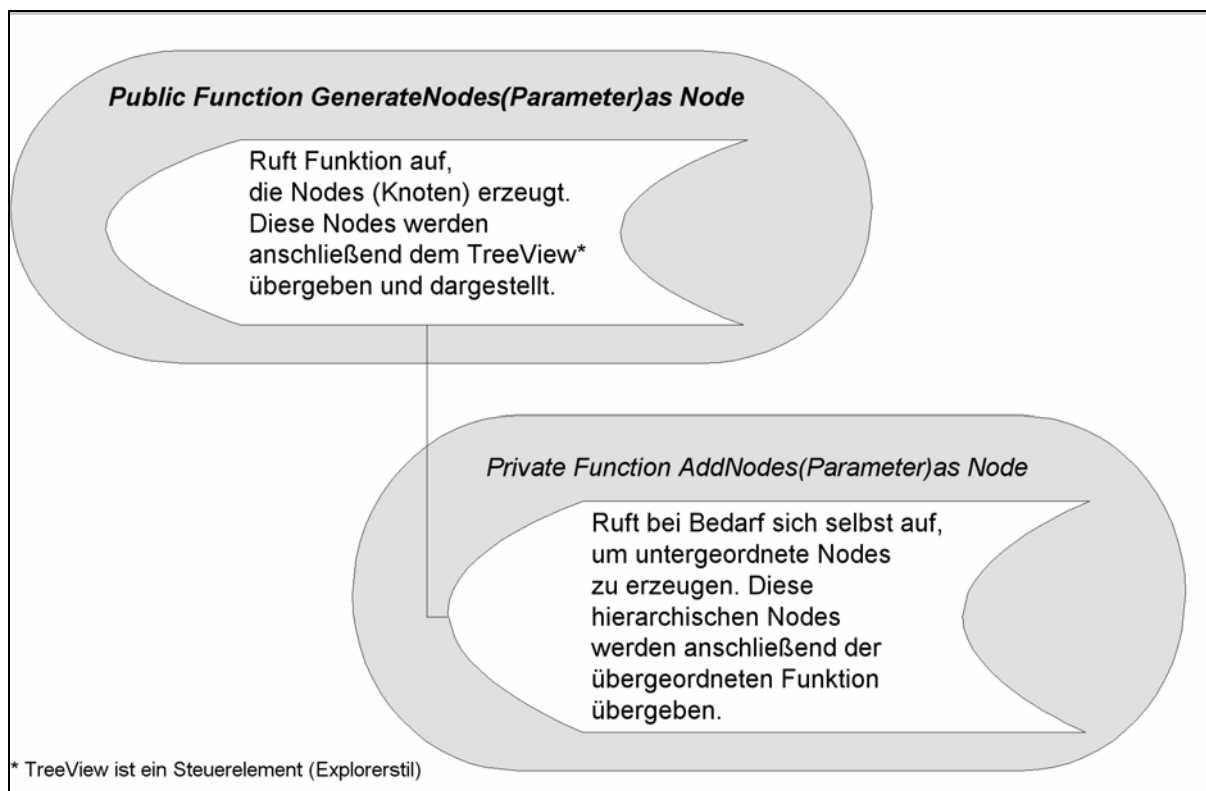 Public Function GenerateNodes(Parameter)as Node
Ruft Funktion auf,
die Nodes (Knoten) erzeugt.
Diese Nodes werden
anschließend dem TreeView*
übergeben und dargestellt.
Private Function AddNodes(Parameter)as Node
Ruft bei Bedarf sich selbst auf,
um untergeordnete Nodes
zu erzeugen. Diese
hierarchischen Nodes
werden anschließend der
übergeordneten Funktion
übergeben.
* TreeView ist ein Steuerelement (Explorerstil)